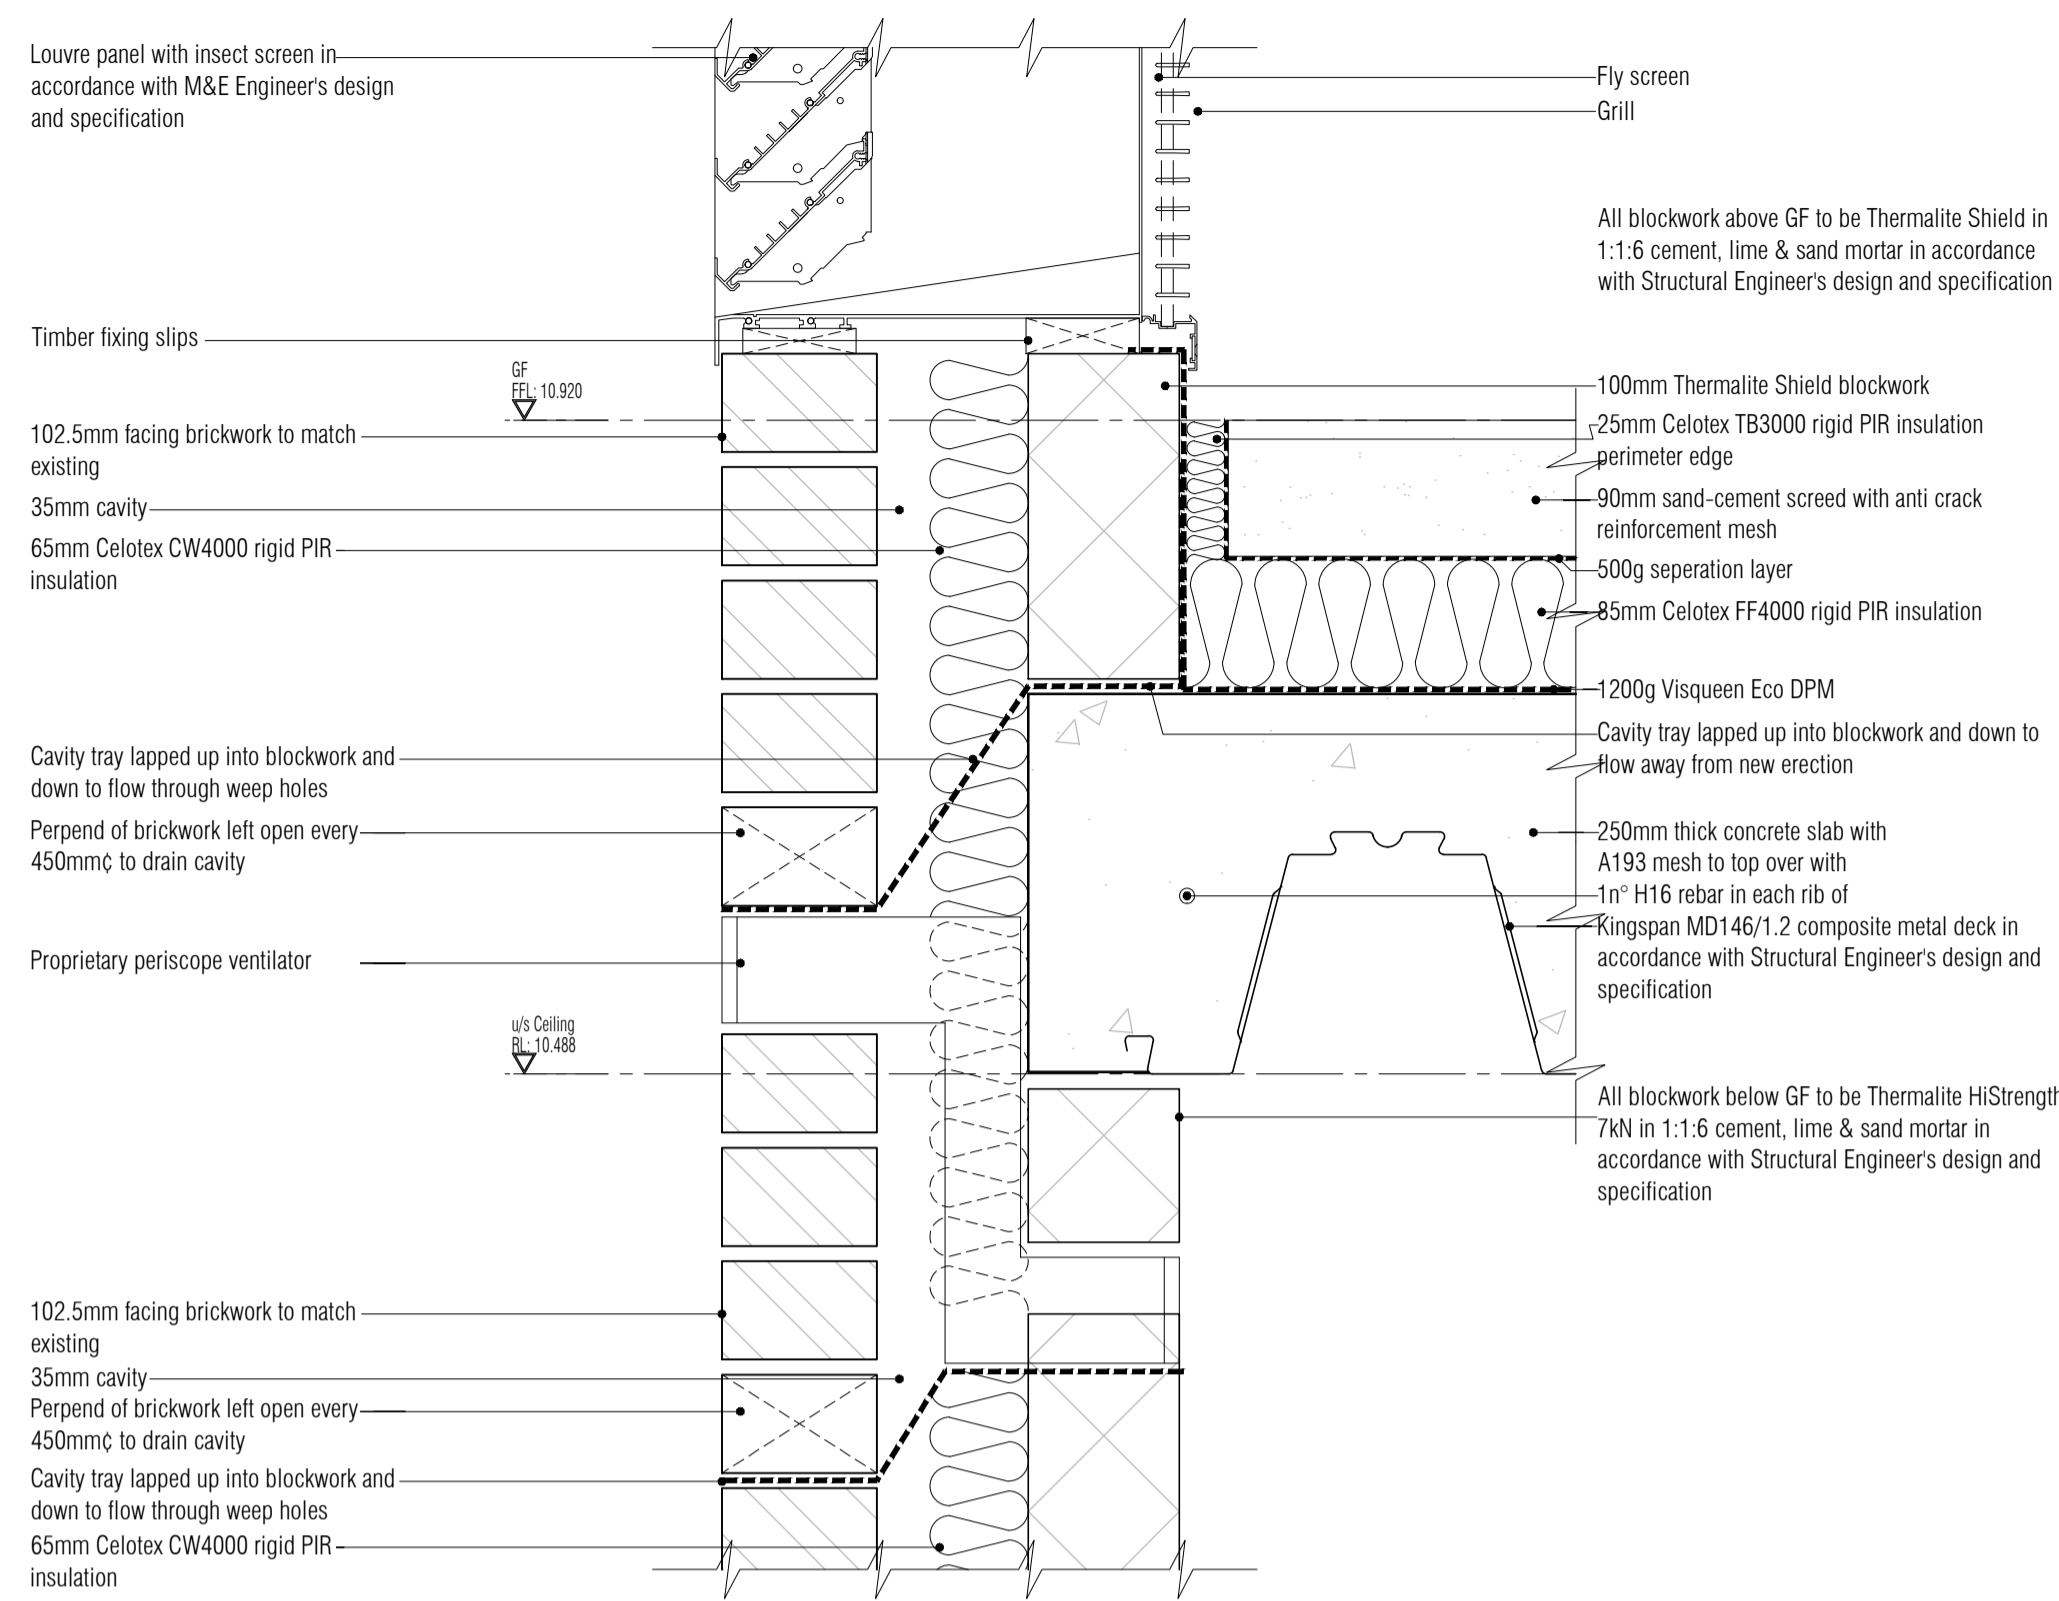 Louvre panel with insect screen in
accordance with M&E Engineer's design
and specification
Timber fixing slips
GF
FFL: 10.920
102.5mm facing brickwork to match
existing
35mm cavity
65mm Celotex CW4000 rigid PIR
insulation
Cavity tray lapped up into blockwork and
down to flow through weep holes
Perpend of brickwork left open every
450mm¢ to drain cavity
Proprietary periscope ventilator
u/s Ceiling
RL: 10.488
102.5mm facing brickwork to match
existing
35mm cavity
Perpend of brickwork left open every
450mm¢ to drain cavity
Cavity tray lapped up into blockwork and
down to flow through weep holes
65mm Celotex CW4000 rigid PIR
insulation
Fly screen
Grill
All blockwork above GF to be Thermalite Shield in
1:1:6 cement, lime & sand mortar in accordance
with Structural Engineer's design and specification
100mm Thermalite Shield blockwork
25mm Celotex TB3000 rigid PIR insulation
perimeter edge
90mm sand-cement screed with anti crack
reinforcement mesh
500g seperation layer
85mm Celotex FF4000 rigid PIR insulation
1200g Visqueen Eco DPM
Cavity tray lapped up into blockwork and down to
flow away from new erection
250mm thick concrete slab with
A193 mesh to top over with
1n° H16 rebar in each rib of
Kingspan MD146/1.2 composite metal deck in
accordance with Structural Engineer's design and
specification
All blockwork below GF to be Thermalite HiStrength
7kN in 1:1:6 cement, lime & sand mortar in
accordance with Structural Engineer's design and
specification